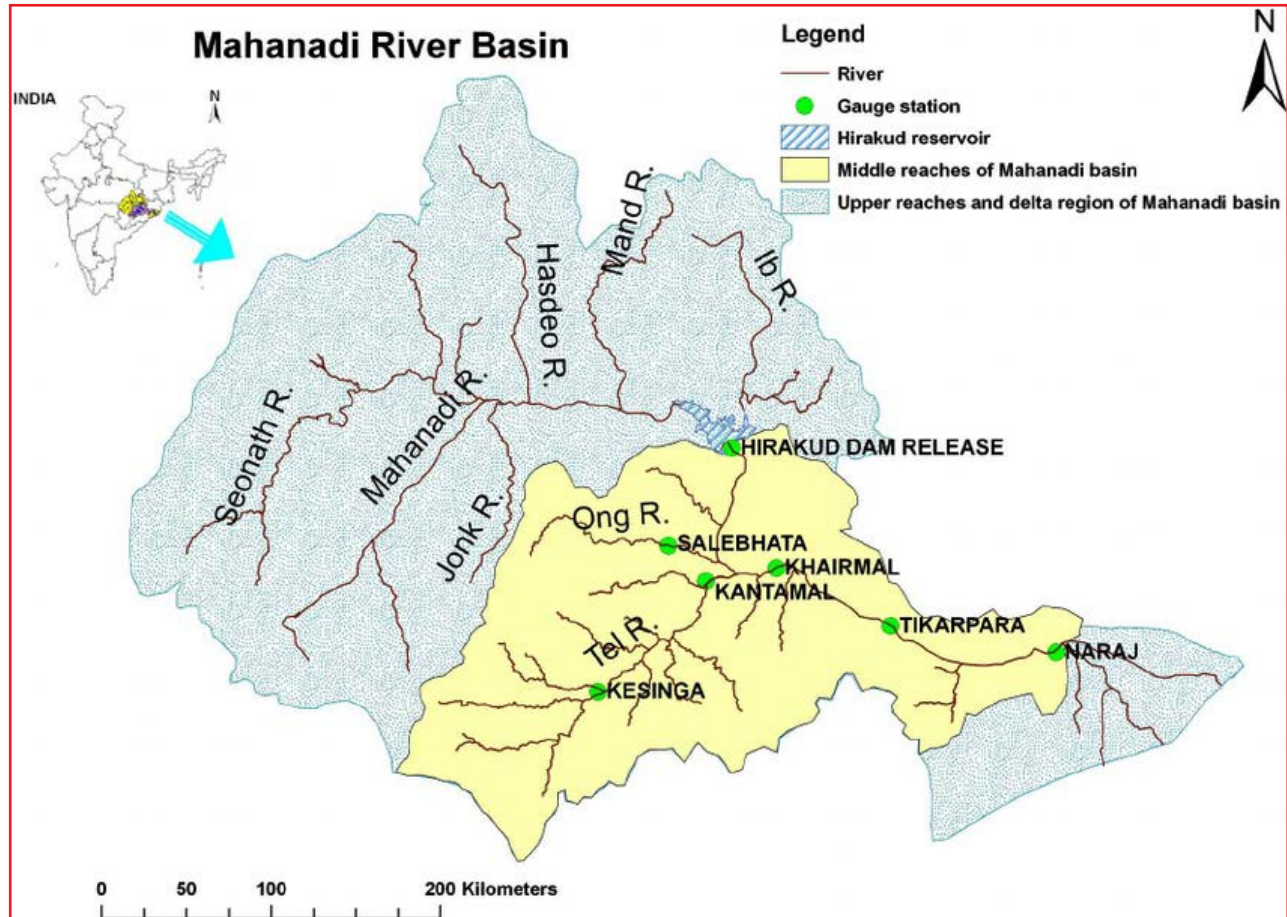 Mahanadi River Basin
INDIA
N
Legend
River
Gauge station
Hirakud reservoir
Middle reaches of Mahanadi basin
Upper reaches and delta region of Mahanadi basin
N
Seonath R.
Mahanadi R.
Hasdeo R.
Mand R.
Ib R.
Jonk R.
HIRAKUD DAM RELEASE
Ong R.
SALEBHATA
KHAIRMAL
KANTAMAL
Tel R.
TIKARPARA
NARAJ
KESINGA
0 50 100 200 Kilometers